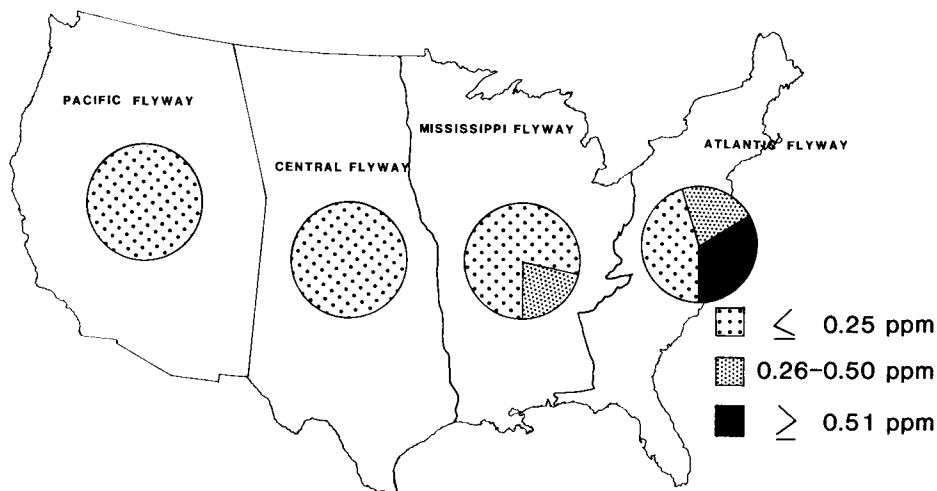 PACIFIC FLYWAY
CENTRAL FLYWAY
MISSISSIPPI FLYWAY
ATLANTIC FLYWAY
≤ 0.25 ppm
0.26-0.50 ppm
≥ 0.51 ppm